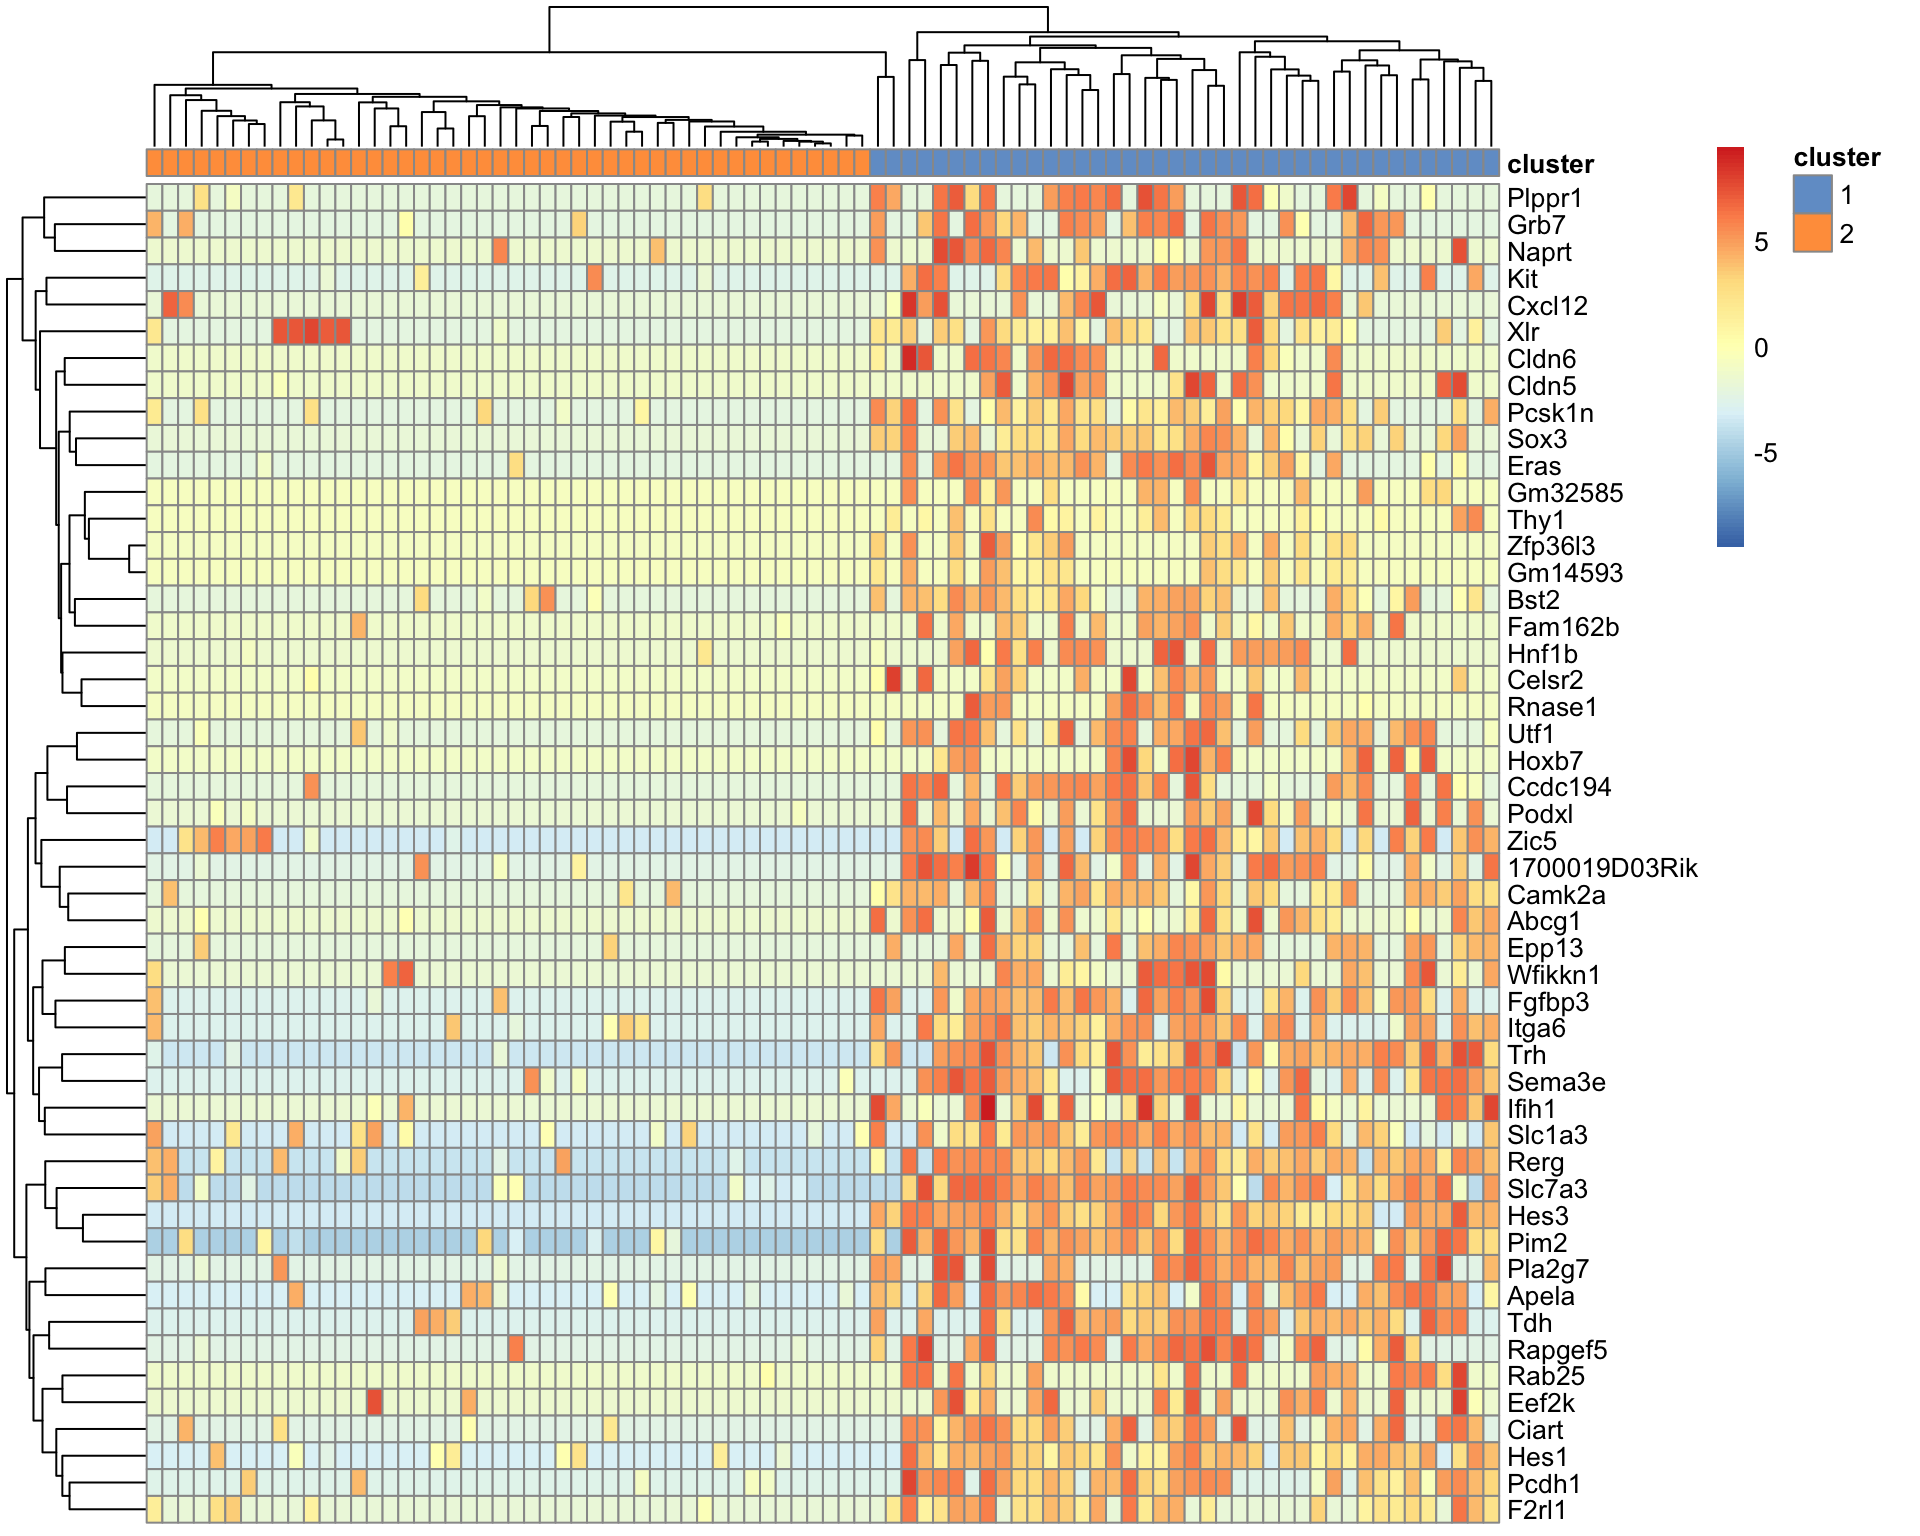 cluster
Plppr1
Grb7
Naprt
Kit
Cxcl12
Xlr
Cldn6
Cldn5
Pcsk1n
Sox3
Eras
Gm32585
Thy1
Zfp36l3
Gm14593
Bst2
Fam162b
Hnf1b
Celsr2
Rnase1
Utf1
Hoxb7
Ccdc194
Podxl
Zic5
1700019D03Rik
Camk2a
Abcg1
Epp13
Wfikkn1
Fgfbp3
Itga6
Trh
Sema3e
Ifih1
Slc1a3
Rerg
Slc7a3
Hes3
Pim2
Pla2g7
Apela
Tdh
Rapgef5
Rab25
Eef2k
Ciart
Hes1
Pcdh1
F2rl1
5
0
-5
cluster
1
2